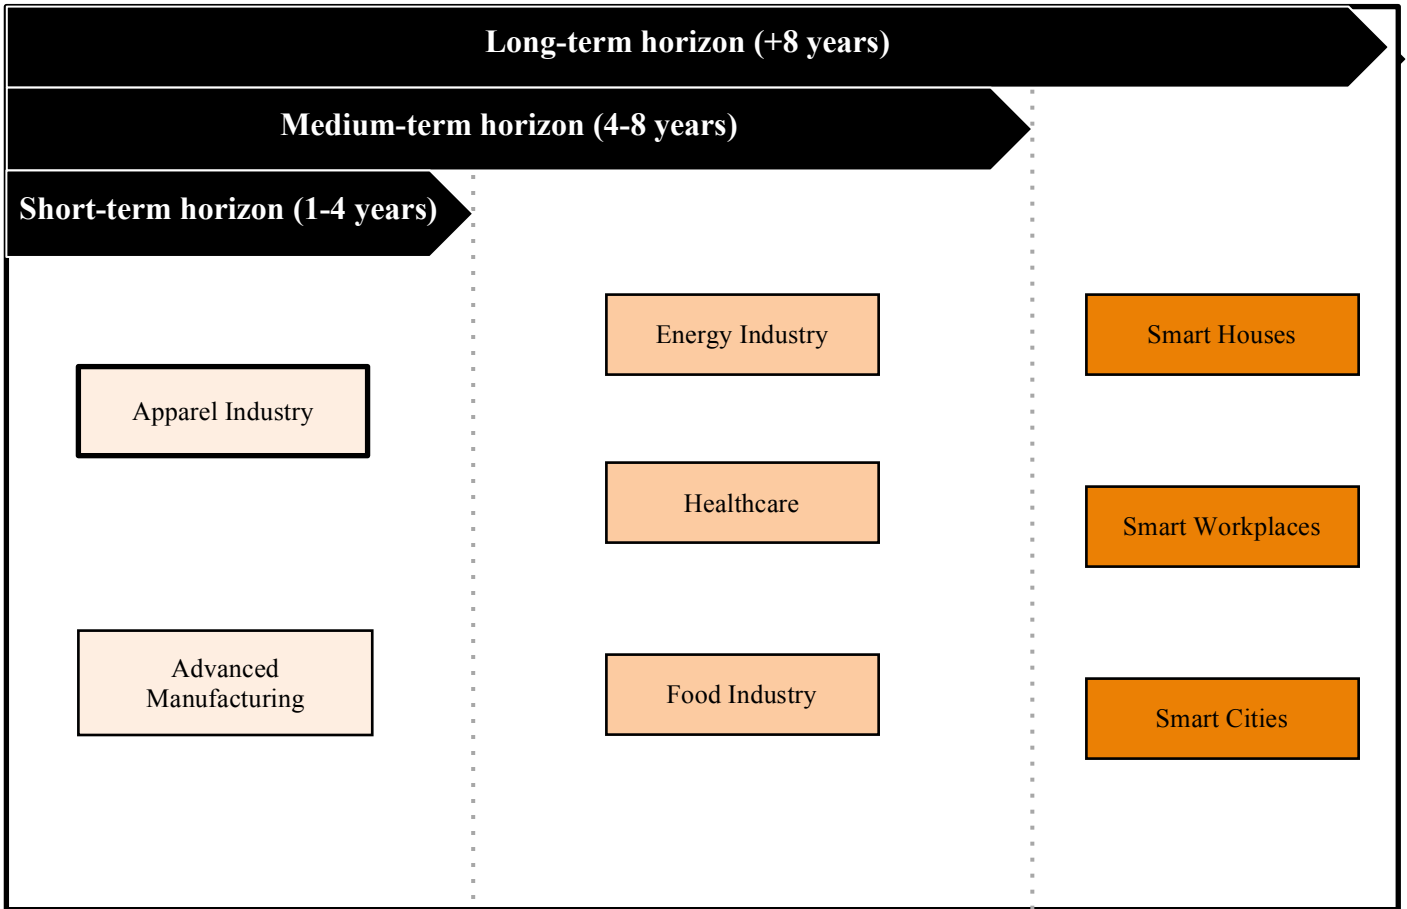 Long-term horizon (+8 years)
Medium-term horizon (4-8 years)
Short-term horizon (1-4 years)
Apparel Industry
Advanced
Manufacturing
Energy Industry
Healthcare
Food Industry
Smart Houses
Smart Workplaces
Smart Cities